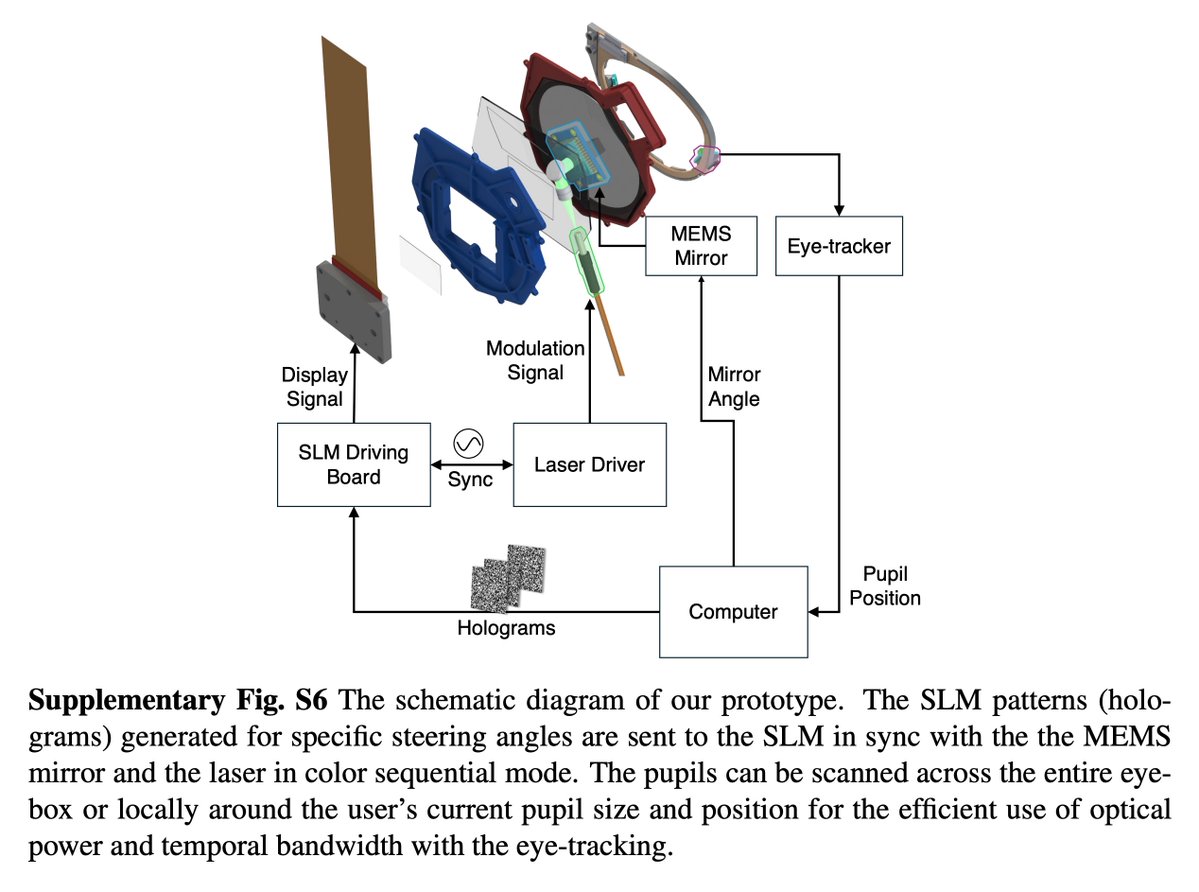 MEMS
Mirror
Eye-tracker
Modulation
Signal
Display
Signal
Mirror
Angle
SLM Driving
Board
Sync
Laser Driver
Pupil
Position
Computer
Holograms
Supplementary Fig. S6 The schematic diagram of our prototype. The SLM patterns (holo-
grams) generated for specific steering angles are sent to the SLM in sync with the the MEMS
mirror and the laser in color sequential mode. The pupils can be scanned across the entire eye-
box or locally around the user's current pupil size and position for the efficient use of optical
power and temporal bandwidth with the eye-tracking.